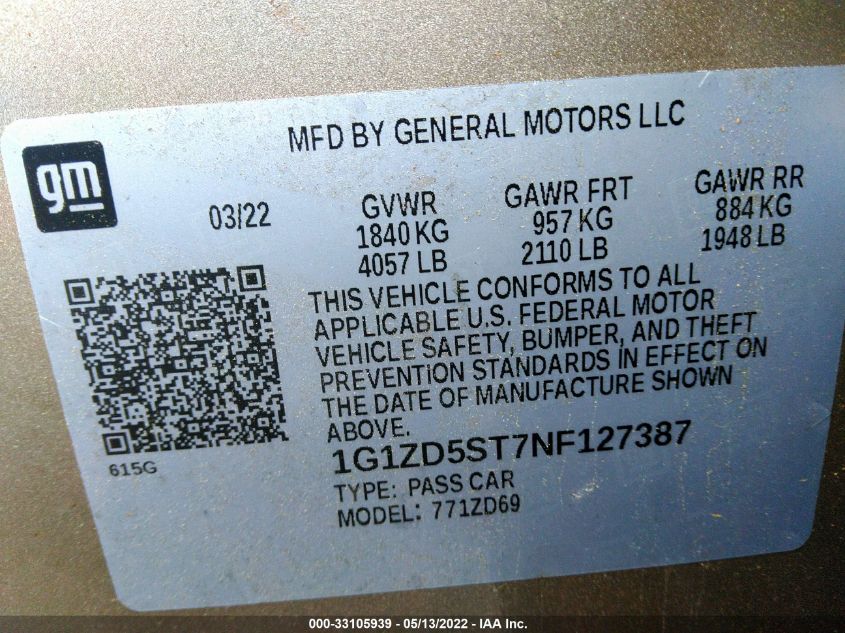 MFD BY GENERAL MOTORS LLC
gm
03/22
GVWR
1840 KG
4057 LB
GAWR FRT
957 KG
2110 LB
GAWR RR
884 KG
1948 LB
THIS VEHICLE CONFORMS TO ALL
APPLICABLE U.S. FEDERAL MOTOR
VEHICLE SAFETY, BUMPER, AND THEFT
PREVENTION STANDARDS IN EFFECT ON
THE DATE OF MANUFACTURE SHOWN
ABOVE.
615G
1G1ZD5ST7NF127387
TYPE: PASS CAR
MODEL: 771ZD69
000-33105939 - 05/13/2022 - IAA Inc.